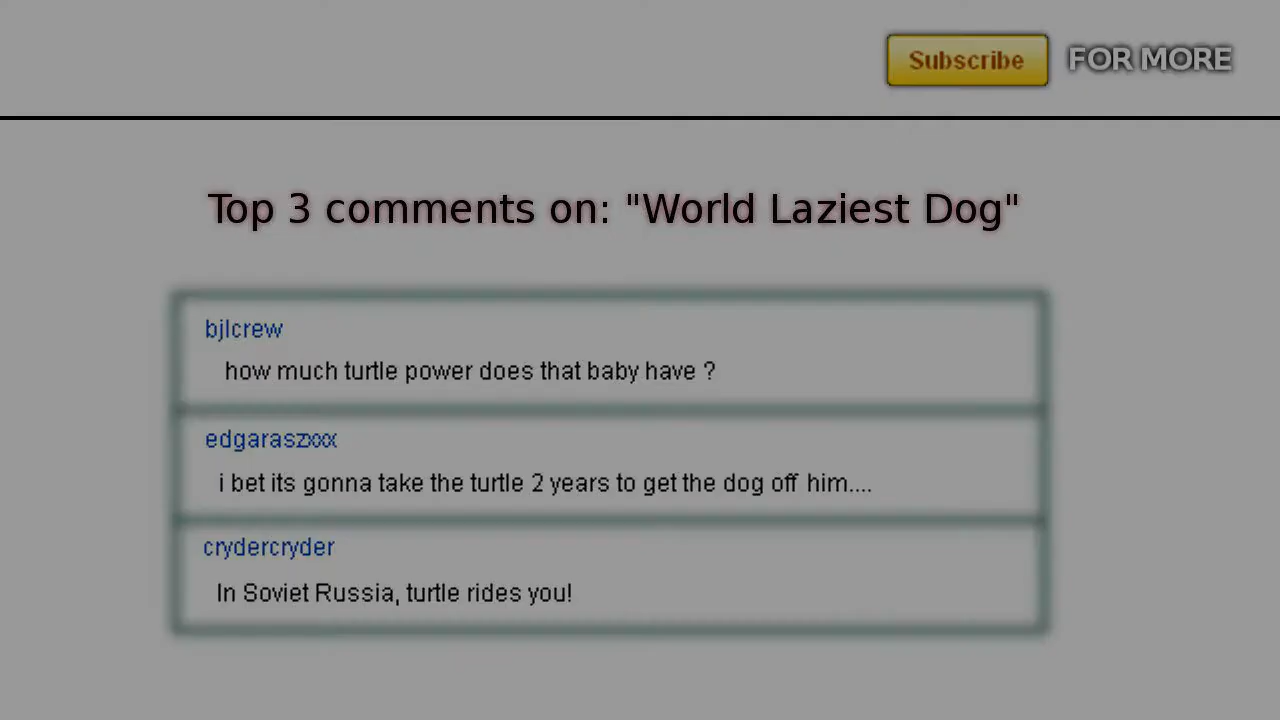 Subscribe FOR MORE
Top 3 comments on: "World Laziest Dog"
bjlcrew
how much turtle power does that baby have ?
edgaraszxxx
i bet its gonna take the turtle 2 years to get the dog off him....
crydercryder
In Soviet Russia, turtle rides you!